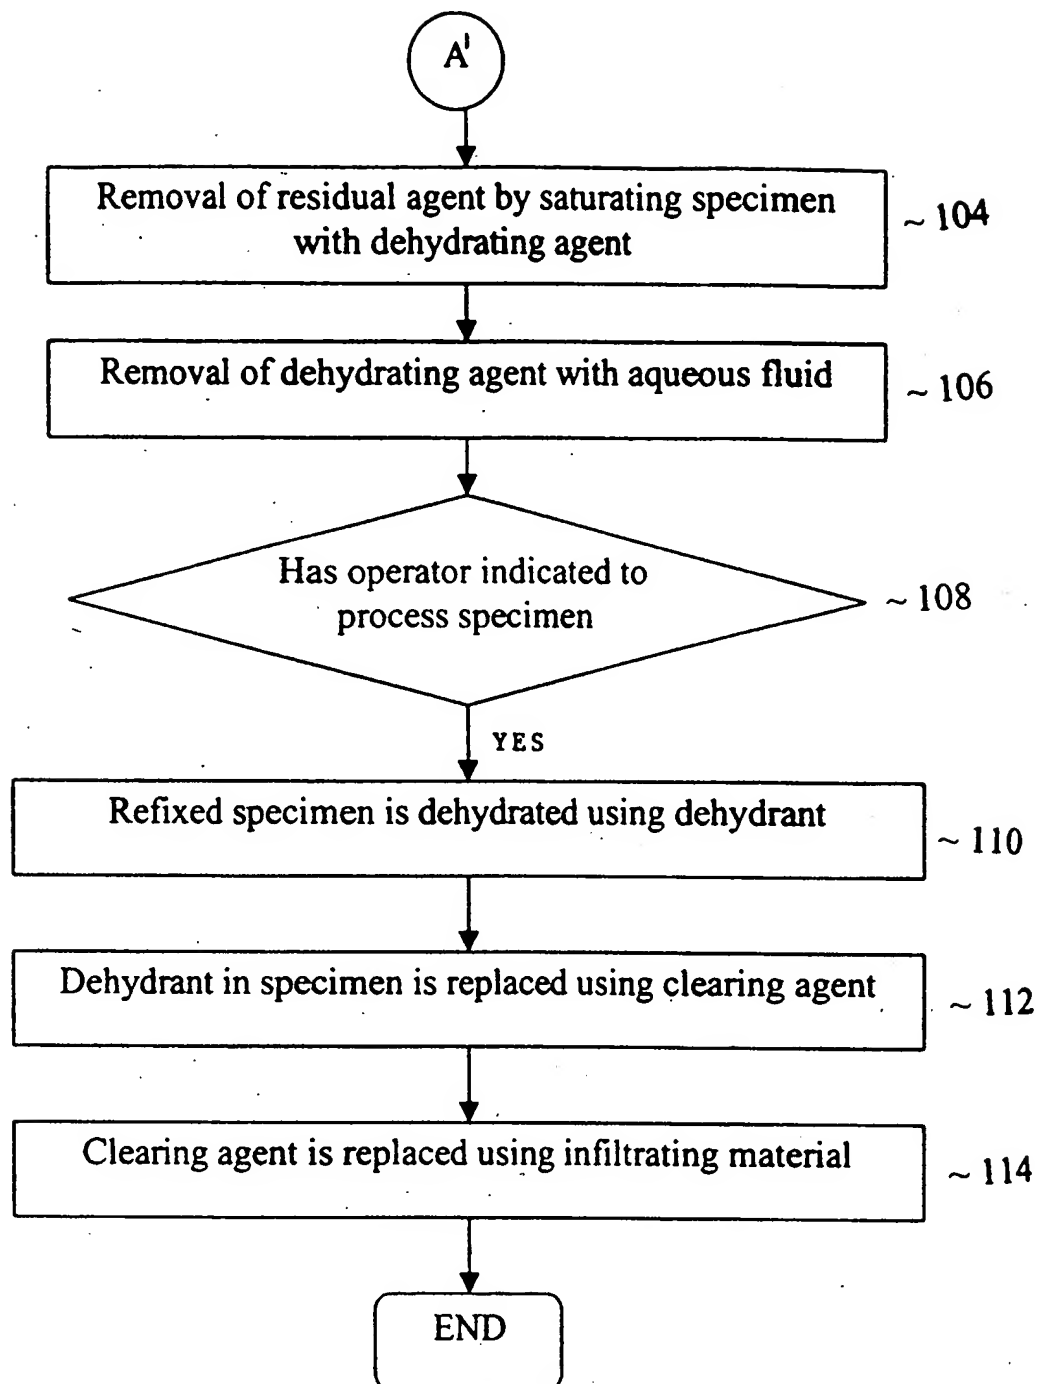 A'
Removal of residual agent by saturating specimen
with dehydrating agent
~ 104
Removal of dehydrating agent with aqueous fluid
~ 106
Has operator indicated to
process specimen
~ 108
YES
Refixed specimen is dehydrated using dehydrant
~ 110
Dehydrant in specimen is replaced using clearing agent
~ 112
Clearing agent is replaced using infiltrating material
~ 114
END